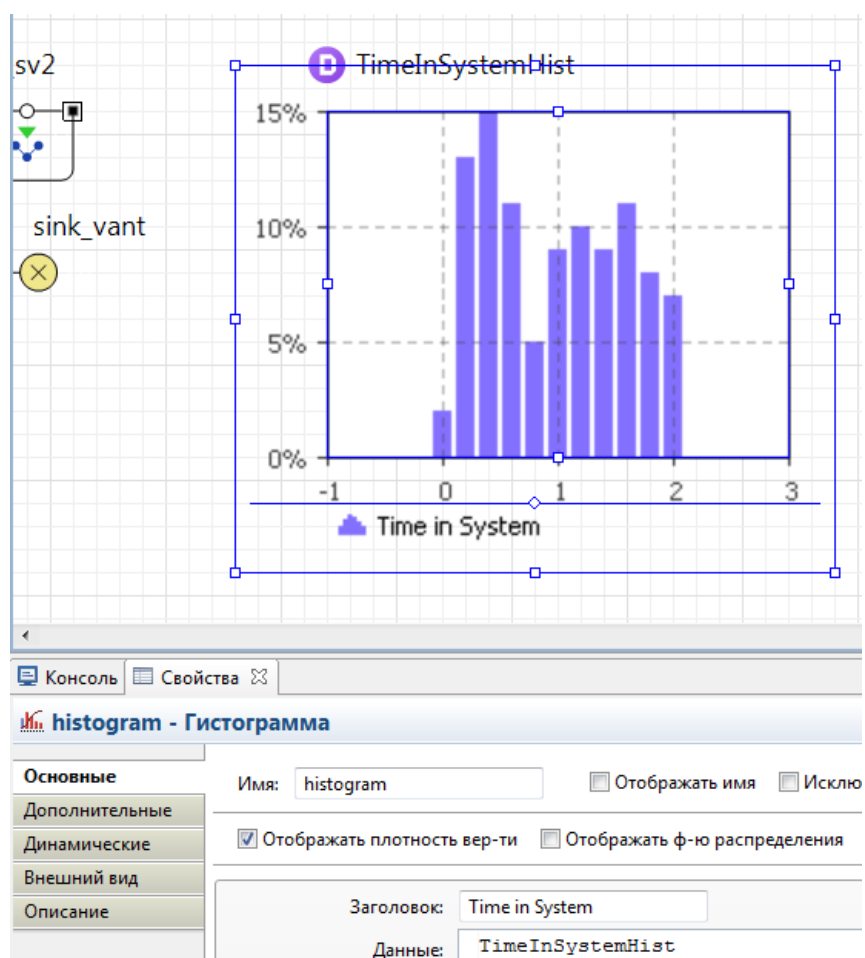 _sv2
TimeInSystemHist
15%
10%
5%
0%
-1 0 1 2 3
Time in System
sink_vant
Консоль Свойства
histogram - Гистограмма
Основные
Дополнительные
Динамические
Внешний вид
Описание
Имя: histogram Отображать имя Исклю
Отображать плотность вер-ти Отображать ф-ю распределения
Заголовок: Time in System
Данные: TimeInSystemHist